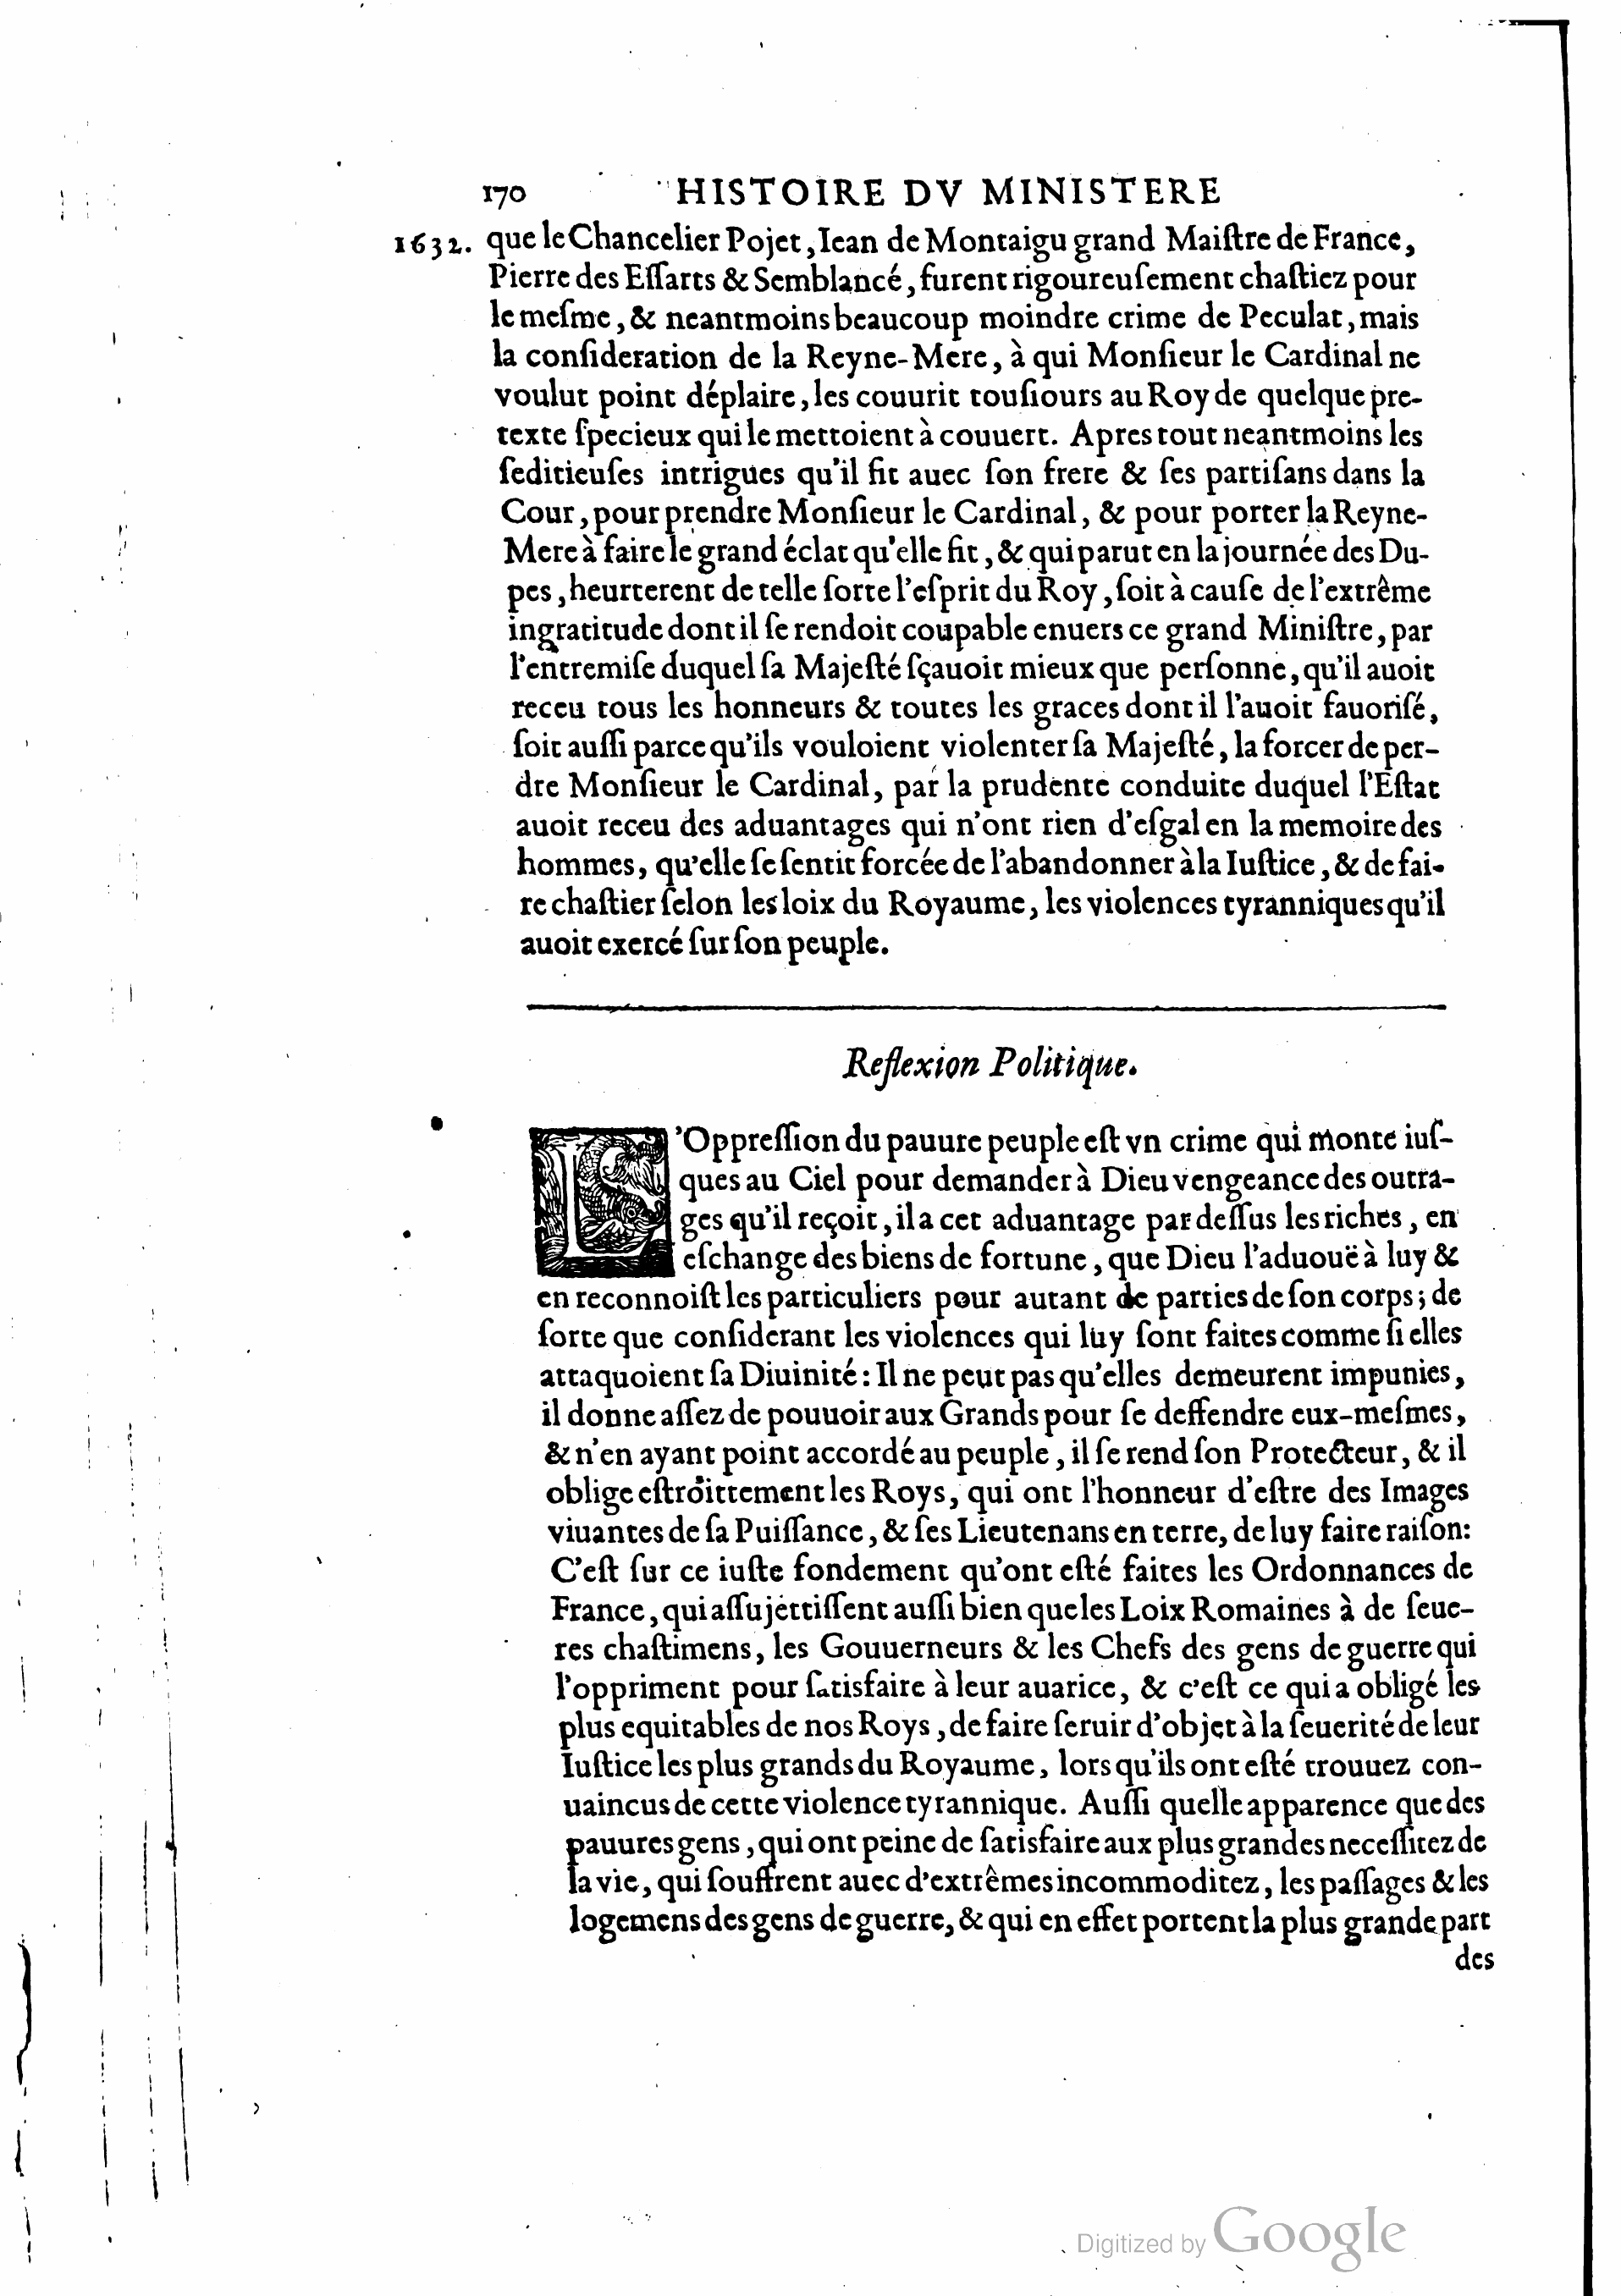 170 HISTOIRE DV MINISTERE
1632. que le Chancelier Pojet, Iean de Montaigu grand Maiſtre de France,
Pierre des Eſſarts & Semblancé, furent rigoureuſement chaſtiez pour
le meſme, & neantmoins beaucoup moindre crime de Peculat, mais
la conſideration de la Reyne-Mere, à qui Monſieur le Cardinal ne
voulut point déplaire, les couurit touſiours au Roy de quelque pre-
texte ſpecieux qui le mettoient à couuert. Apres tout neantmoins les
ſeditieuſes intrigues qu'il fit auec ſon frere & ſes partiſans dans la
Cour, pour prendre Monſieur le Cardinal, & pour porter la Reyne-
Mere à faire le grand éclat qu'elle fit, & qui parut en la journée des Du-
pes, heurterent de telle ſorte l'eſprit du Roy, ſoit à cauſe de l'extrême
ingratitude dont il ſe rendoit coupable enuers ce grand Miniſtre, par
l'entremiſe duquel ſa Majeſté ſçauoit mieux que perſonne, qu'il auoit
receu tous les honneurs & toutes les graces dont il l'auoit fauoriſé,
ſoit auſſi parce qu'ils vouloient violenter ſa Majeſté, la forcer de per-
dre Monſieur le Cardinal, par la prudente conduite duquel l'Eſtat
auoit receu des aduantages qui n'ont rien d'eſgal en la memoire des
hommes, qu'elle ſe ſentit forcée de l'abandonner à la Iuſtice, & de fai-
re chaſtier ſelon les loix du Royaume, les violences tyranniques qu'il
auoit exercé ſur ſon peuple.
Reflexion Politique.
L'Oppreſſion du pauure peuple eſt vn crime qui monte iuſ-
ques au Ciel pour demander à Dieu vengeance des outra-
ges qu'il reçoit, il a cet aduantage par deſſus les riches, en
eſchange des biens de fortune, que Dieu l'aduouë à luy &
en reconnoiſt les particuliers pour autant de parties de ſon corps; de
ſorte que conſiderant les violences qui luy ſont faites comme ſi elles
attaquoient ſa Diuinité: Il ne peut pas qu'elles demeurent impunies,
il donne aſſez de pouuoir aux Grands pour ſe deffendre eux-meſmes,
& n'en ayant point accordé au peuple, il ſe rend ſon Protecteur, & il
oblige eſtroittement les Roys, qui ont l'honneur d'eſtre des Images
viuantes de ſa Puiſſance, & ſes Lieutenans en terre, de luy faire raiſon:
C'eſt ſur ce iuſte fondement qu'ont eſté faites les Ordonnances de
France, qui aſſujettiſſent auſſi bien que les Loix Romaines à de ſeue-
res chaſtimens, les Gouuerneurs & les Chefs des gens de guerre qui
l'oppriment pour ſatisfaire à leur auarice, & c'eſt ce qui a obligé les
plus equitables de nos Roys, de faire ſeruir d'objet à la ſeuerité de leur
Iuſtice les plus grands du Royaume, lors qu'ils ont eſté trouuez con-
uaincus de cette violence tyrannique. Auſſi quelle apparence que des
pauures gens, qui ont peine de ſatisfaire aux plus grandes neceſſitez de
la vie, qui ſouffrent auec d'extrêmes incommoditez, les paſſages & les
logemens des gens de guerre, & qui en effet portent la plus grande part
des
Digitized by Google